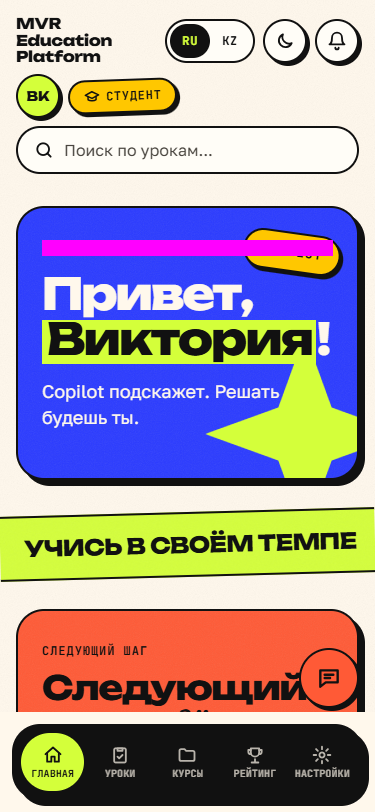 MVR
Education
Platform
RU KZ
ВК СТУДЕНТ
Поиск по урокам...
Привет,
Виктория!
Copilot подскажет. Решать
будешь ты.
УЧИСЬ В СВОЁМ ТЕМПЕ
СЛЕДУЮЩИЙ ШАГ
Следующий
ГЛАВНАЯ УРОКИ КУРСЫ РЕЙТИНГ НАСТРОЙКИ